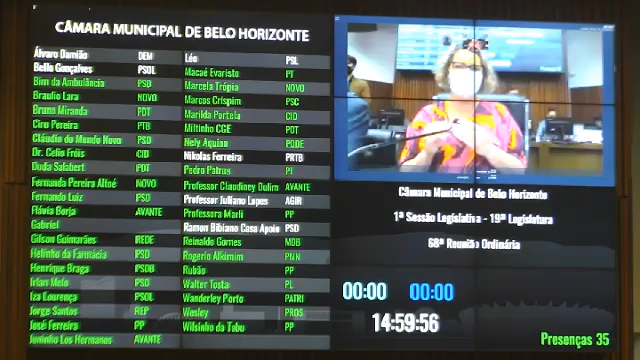 CÂMARA MUNICIPAL DE BELO HORIZONTE
Álvaro Damião DEM
Bella Gonçalves PSOL
Bim da Ambulância PSD
Braulio Lara NOVO
Bruno Miranda PDT
Ciro Pereira PTB
Cláudio do Mundo Novo PSD
Dr. Celio Fróis CID
Duda Salabert PDT
Fernanda Pereira Altoé NOVO
Fernando Luiz PSD
Flávia Borja AVANTE
Gabriel
Gilson Guimarães REDE
Helinho da Farmácia PSD
Henrique Braga PSDB
Irlan Melo PSD
Iza Lourença PSOL
Jorge Santos REP
José Ferreira PP
Juninho Los Hermanos AVANTE
Léo PSL
Macaé Evaristo PT
Marcela Trópia NOVO
Marcos Crispim PSC
Marilda Portela CID
Miltinho CGE PDT
Nely Aquino PODE
Nikolas Ferreira PRTB
Pedro Patrus PT
Professor Claudiney Dulim AVANTE
Professor Juliano Lopes AGIR
Professora Marli PP
Ramon Bibiano Casa Apoio PSD
Reinaldo Gomes MDB
Rogerio Alkimim PMN
Rubão PP
Walter Tosta PL
Wanderley Porto PATRI
Wesley PROS
Wilsinho da Tabu PP
Câmara Municipal de Belo Horizonte
1ª Sessão Legislativa - 19ª Legislatura
68ª Reunião Ordinária
00:00 00:00
14:59:56
Presenças 35